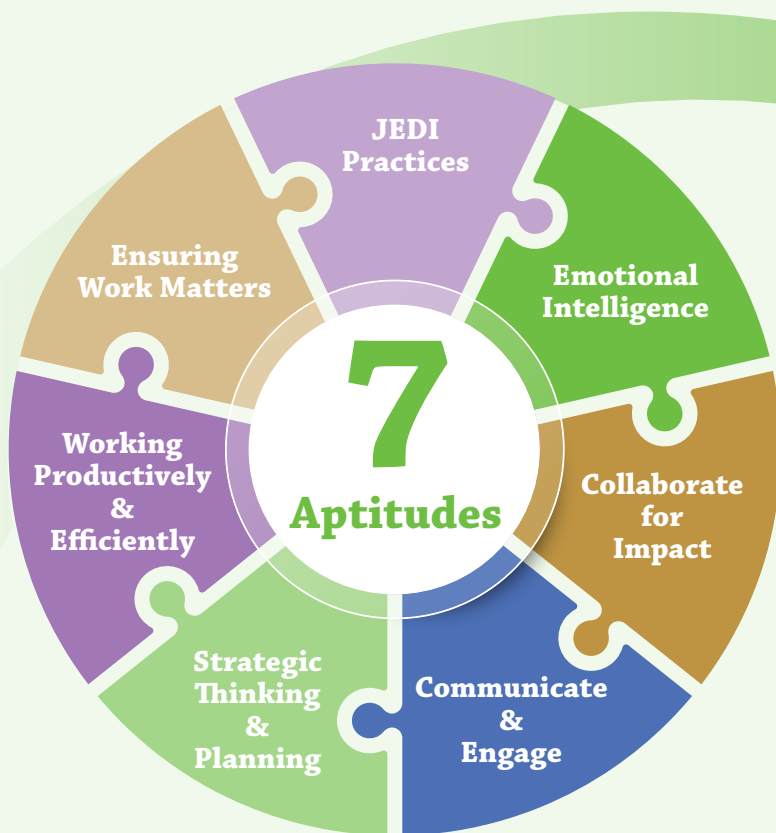 JEDI
Practices
Emotional
Intelligence
Collaborate
for
Impact
Communicate
&
Engage
Strategic
Thinking
&
Planning
Working
Productively
&
Efficiently
Ensuring
Work Matters
7
Aptitudes